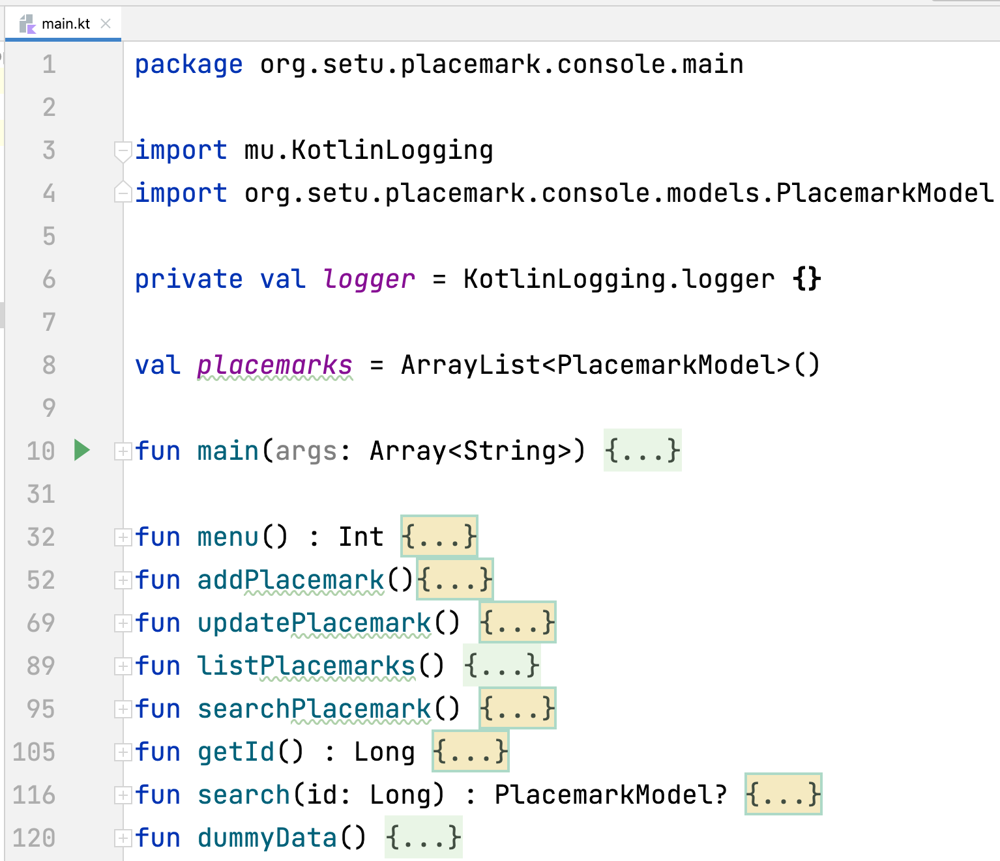 main.kt
1 package org.setu.placemark.console.main
2
3 import mu.KotlinLogging
4 import org.setu.placemark.console.models.PlacemarkModel
5
6 private val logger = KotlinLogging.logger {}
7
8 val placemarks = ArrayList<PlacemarkModel>()
9
10 fun main(args: Array<String>) {...}
31
32 fun menu() : Int {...}
52 fun addPlacemark(){...}
69 fun updatePlacemark() {...}
89 fun listPlacemarks() {...}
95 fun searchPlacemark() {...}
105 fun getId() : Long {...}
116 fun search(id: Long) : PlacemarkModel? {...}
120 fun dummyData() {...}